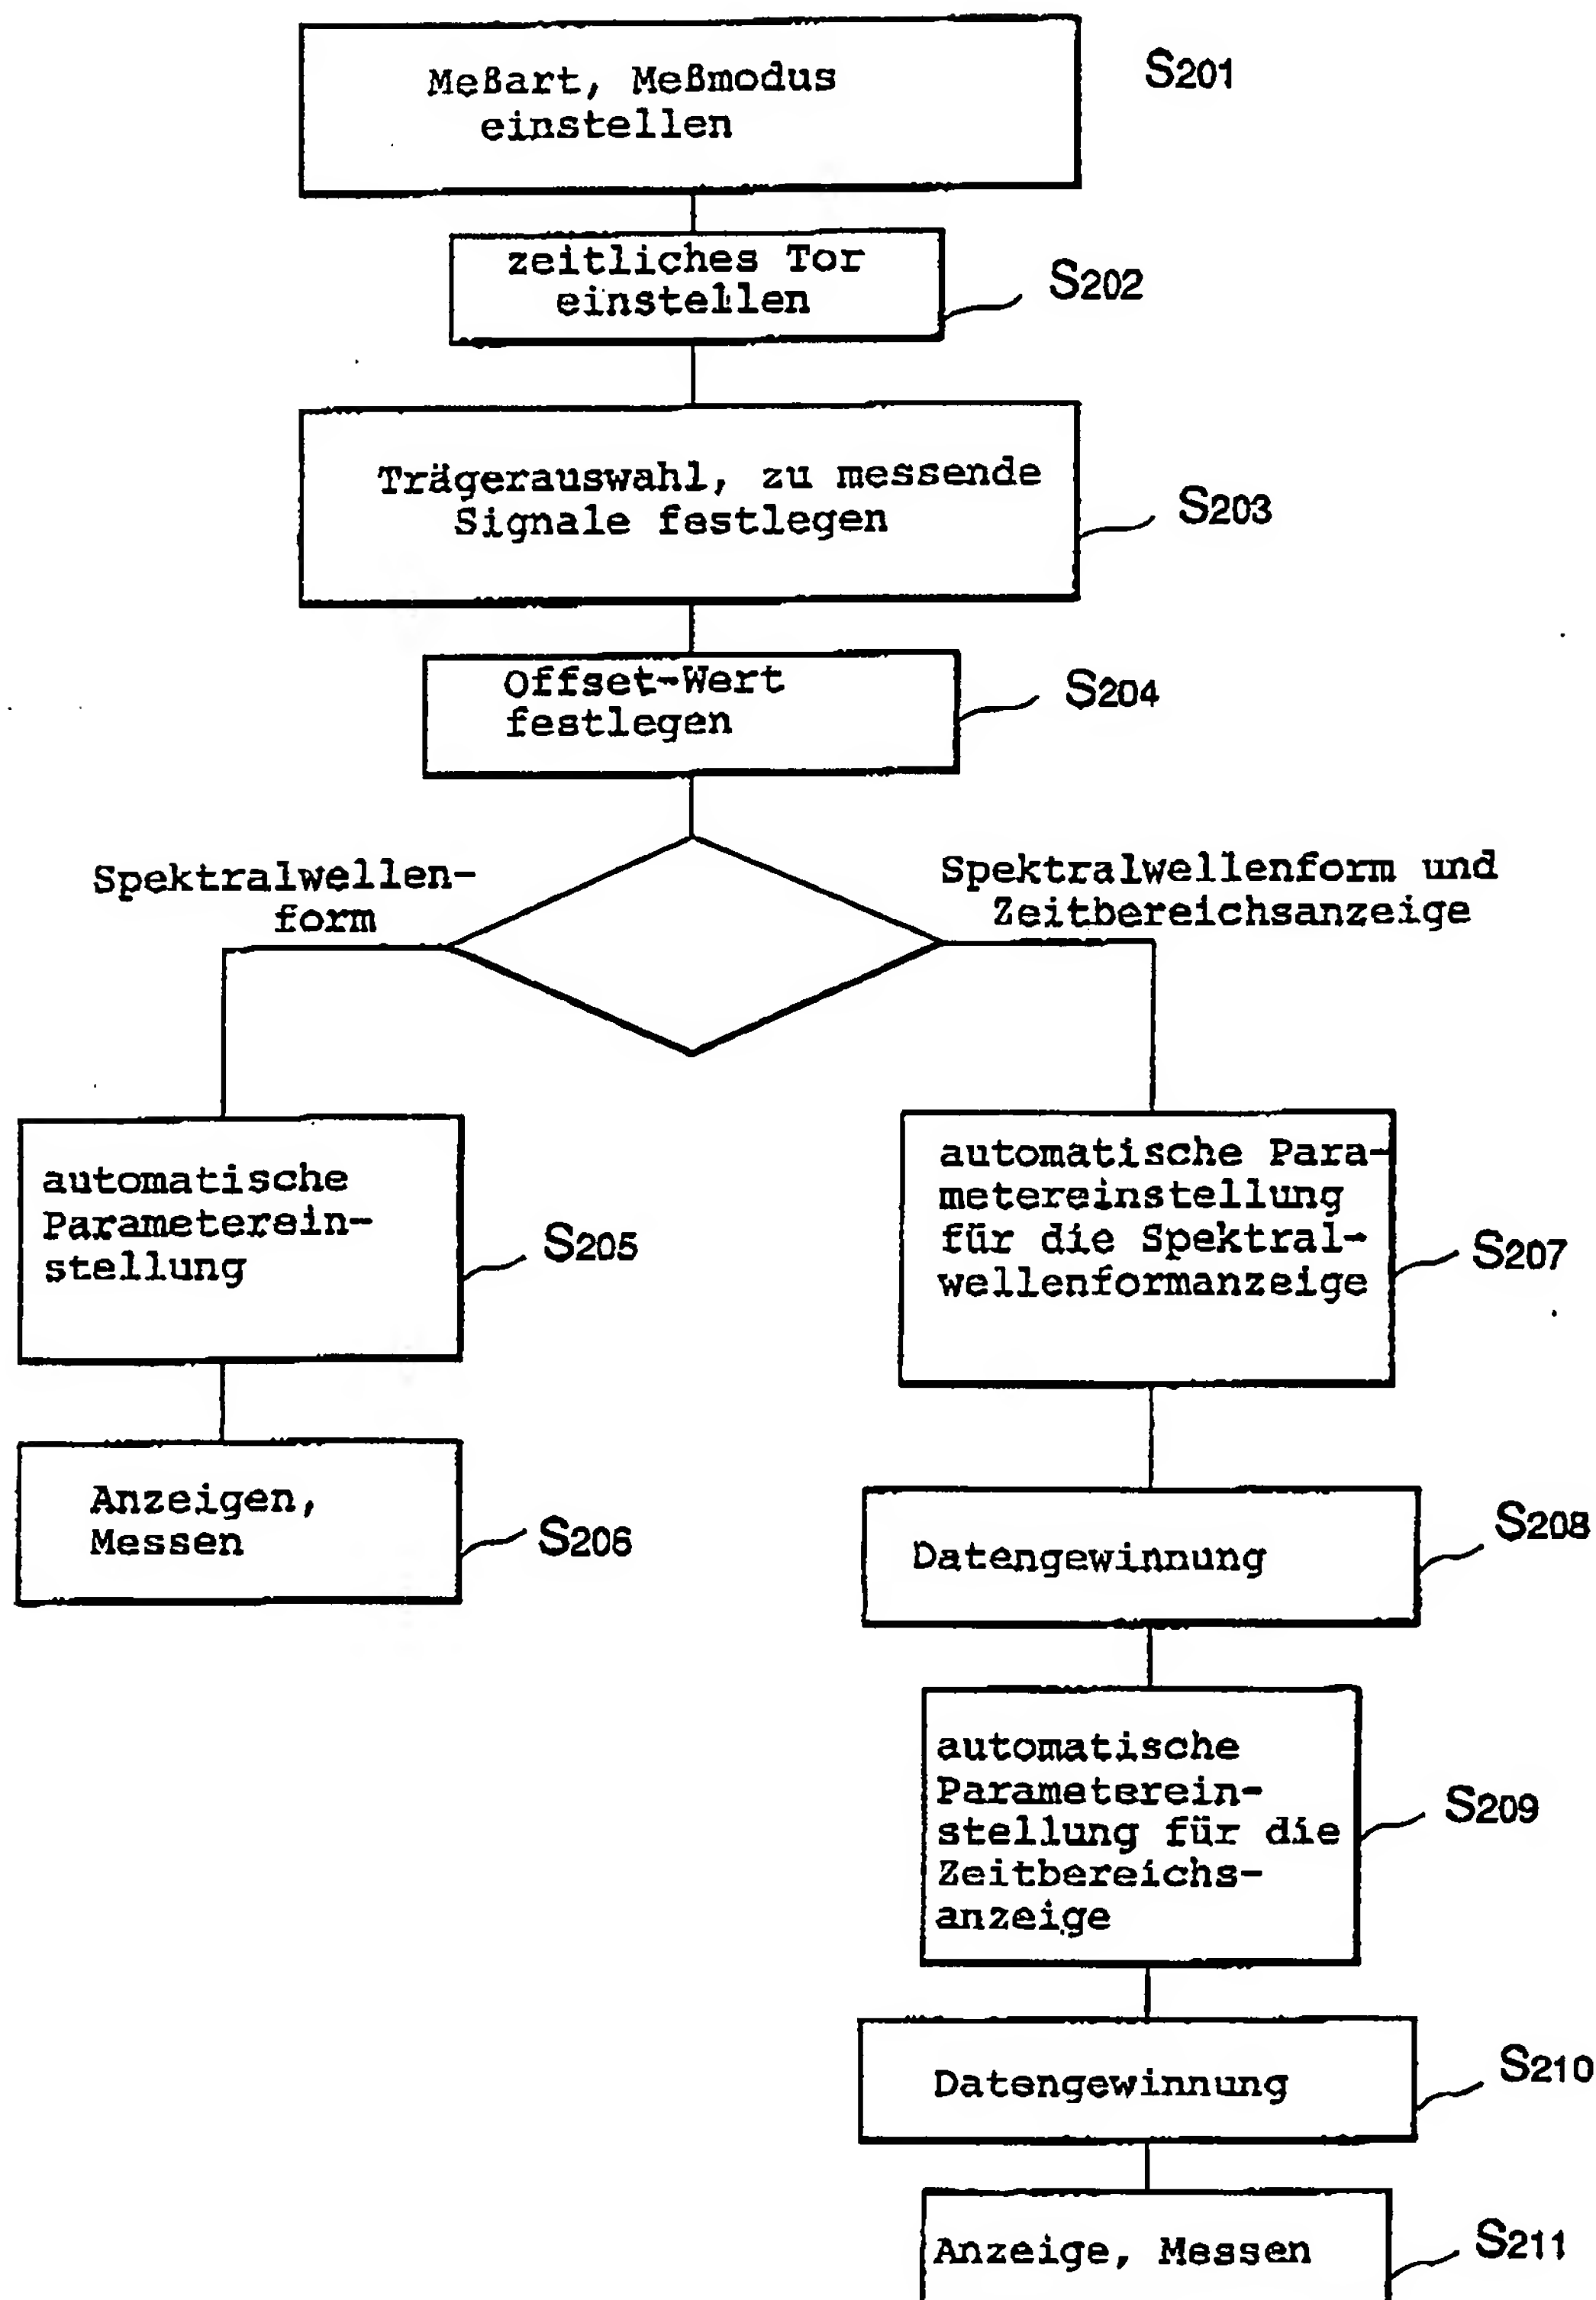 Meßart, Meßmodus
einstellen
S201
zeitliches Tor
einstellen
S202
Trägerauswahl, zu messende
Signale festlegen
S203
Offset-Wert
festlegen
S204
Spektralwellen-
form
Spektralwellenform und
Zeitbereichsanzeige
automatische
Parameterein-
stellung
S205
Anzeigen,
Messen
S206
automatische Para-
metereinstellung
für die Spektral-
wellenformanzeige
S207
Datengewinnung
S208
automatische
Parameterein-
stellung für die
Zeitbereichs-
anzeige
S209
Datengewinnung
S210
Anzeige, Messen
S211